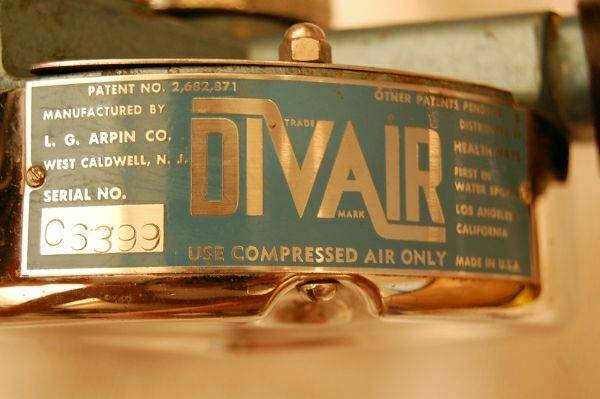 PATENT NO. 2,682,871
MANUFACTURED BY
L. G. ARPIN CO.
WEST CALDWELL, N. J.
SERIAL NO.
C6399
DIVAIR
TRADE
MARK
USE COMPRESSED AIR ONLY
OTHER PATENTS PENDING
DISTRIBUTED
HEALTHWAYS
FIRST IN
WATER SPORTS
LOS ANGELES
CALIFORNIA
MADE IN U.S.A.